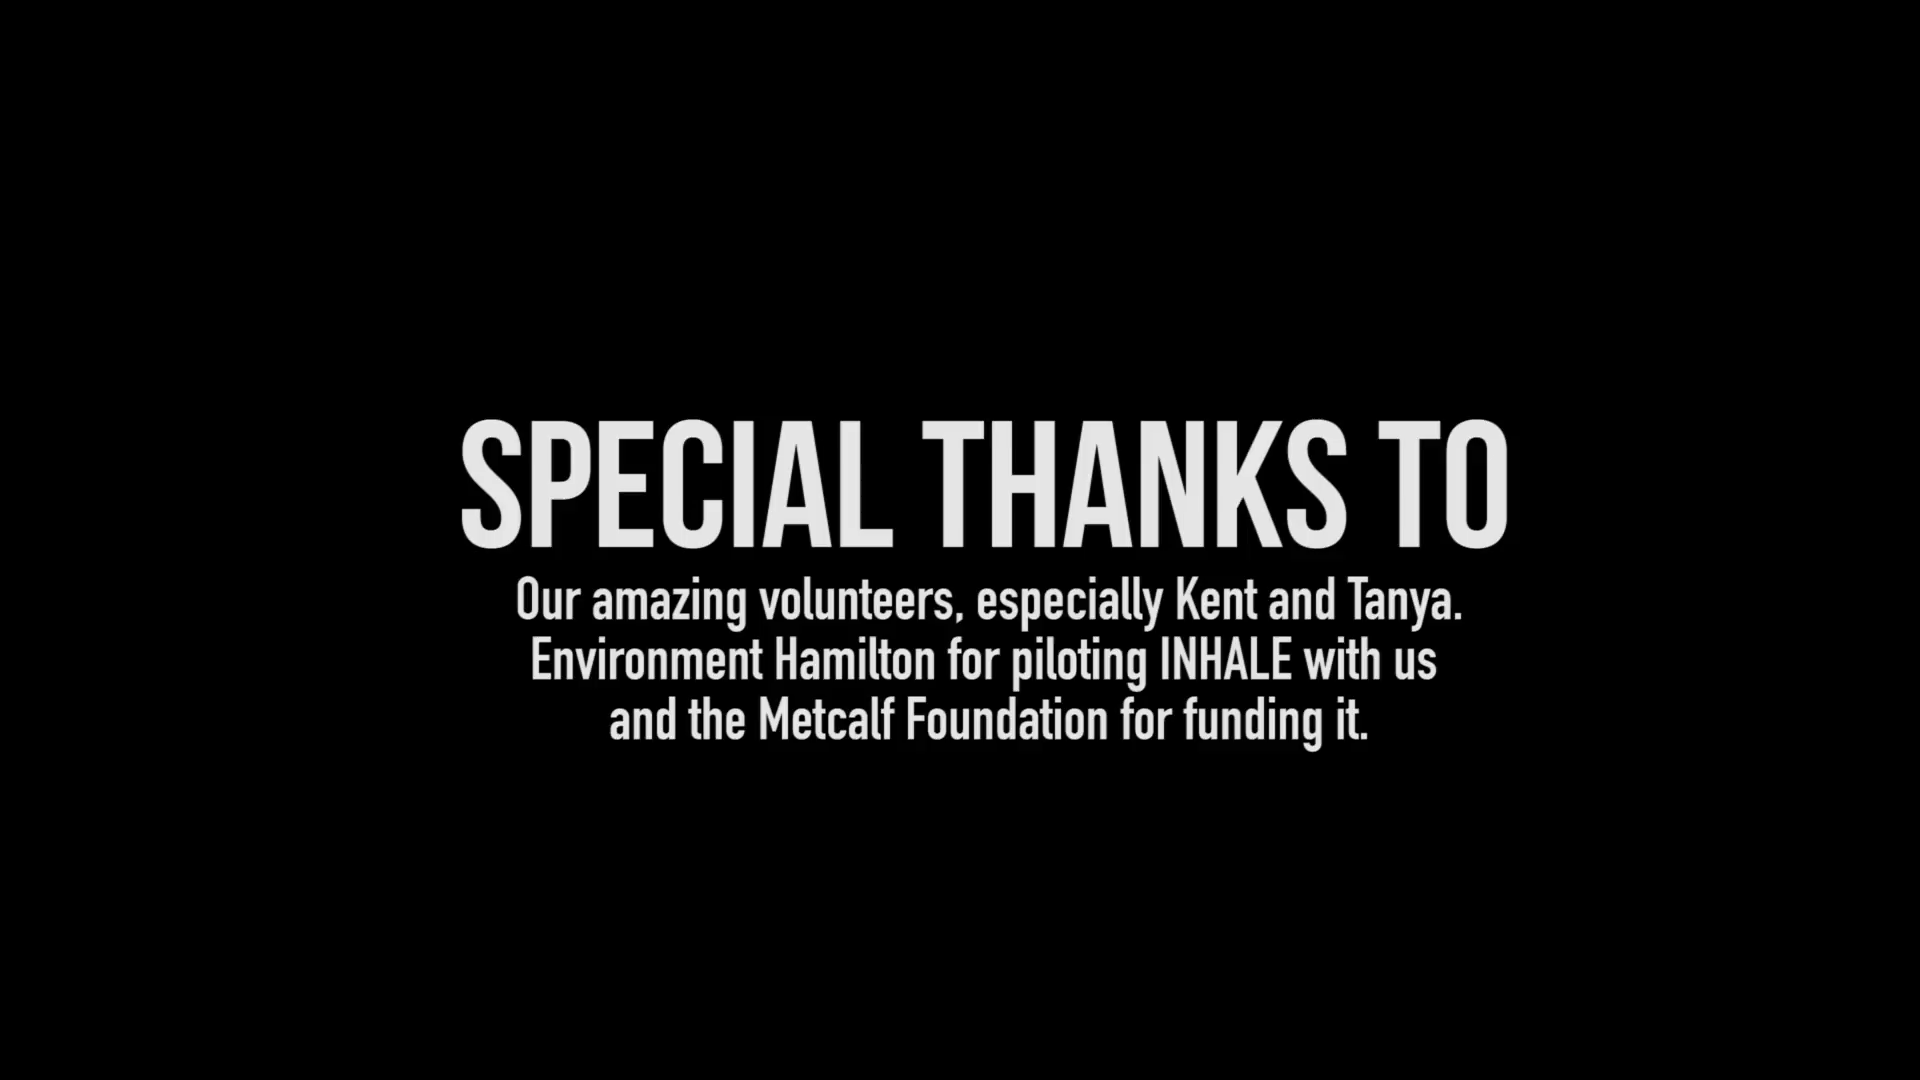 SPECIAL THANKS TO
Our amazing volunteers, especially Kent and Tanya.
Environment Hamilton for piloting INHALE with us
and the Metcalf Foundation for funding it.